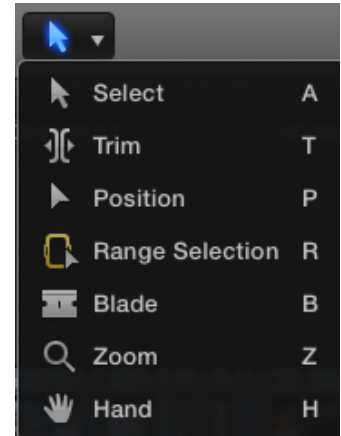 Select A
Trim T
Position P
Range Selection R
Blade B
Zoom Z
Hand H